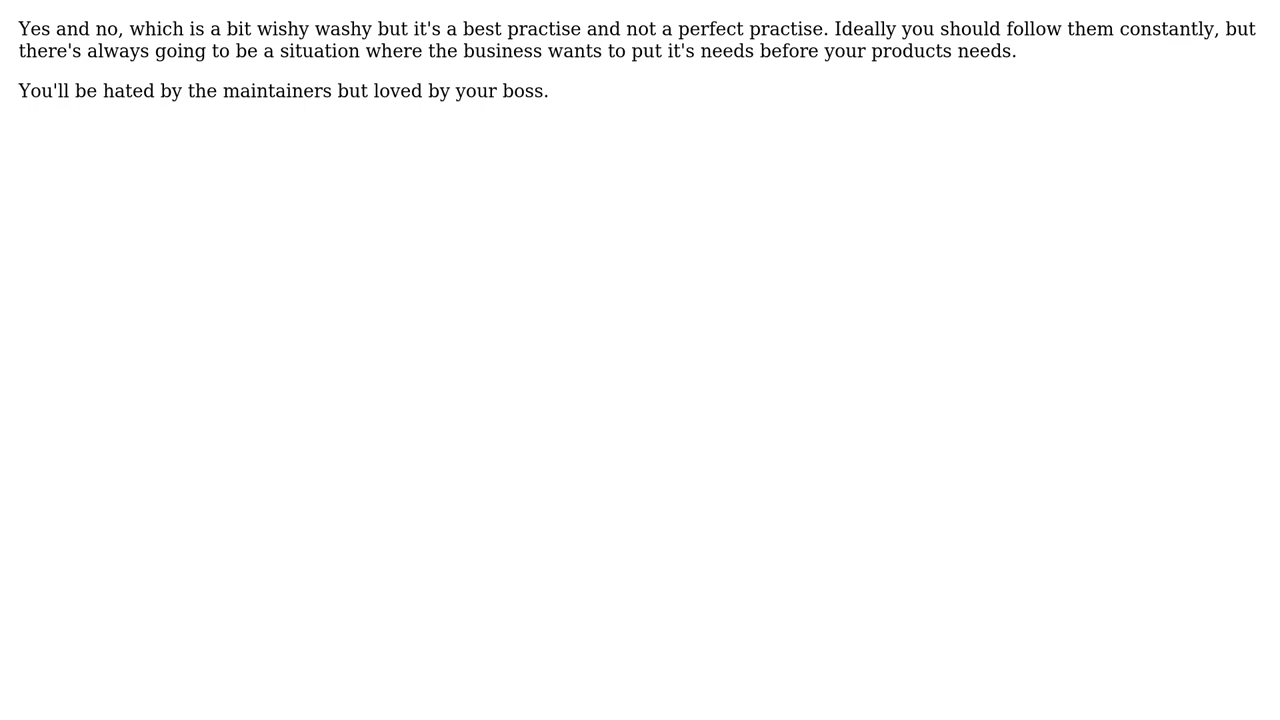 Yes and no, which is a bit wishy washy but it's a best practise and not a perfect practise. Ideally you should follow them constantly, but
there's always going to be a situation where the business wants to put it's needs before your products needs.
You'll be hated by the maintainers but loved by your boss.